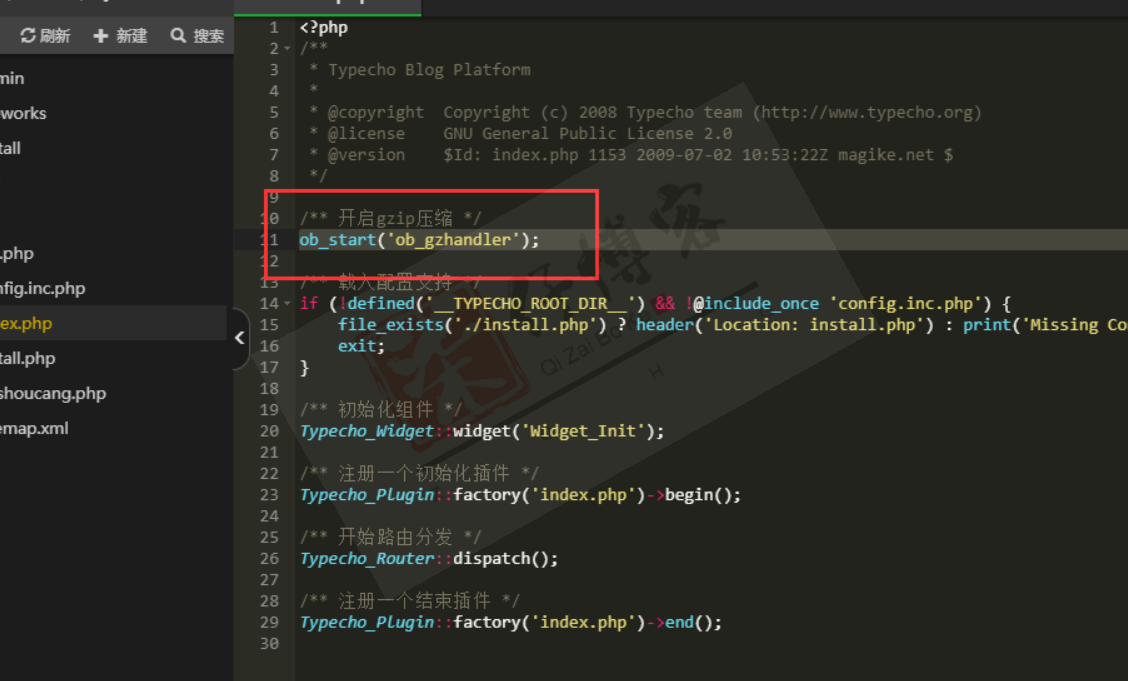 刷新 新建 搜索
min
works
tall
.php
nfig.inc.php
ex.php
tall.php
shoucang.php
emap.xml
1 <?php
2 /**
3 * Typecho Blog Platform
4 *
5 * @copyright Copyright (c) 2008 Typecho team (http://www.typecho.org)
6 * @license GNU General Public License 2.0
7 * @version $Id: index.php 1153 2009-07-02 10:53:22Z magike.net $
8 */
9
10 /** 开启gzip压缩 */
11 ob_start('ob_gzhandler');
12
13 /** 载入配置支持 */
14 if (!defined('__TYPECHO_ROOT_DIR__') && !@include_once 'config.inc.php') {
15 file_exists('./install.php') ? header('Location: install.php') : print('Missing Co
16 exit;
17 }
18
19 /** 初始化组件 */
20 Typecho_Widget::widget('Widget_Init');
21
22 /** 注册一个初始化插件 */
23 Typecho_Plugin::factory('index.php')->begin();
24
25 /** 开始路由分发 */
26 Typecho_Router::dispatch();
27
28 /** 注册一个结束插件 */
29 Typecho_Plugin::factory('index.php')->end();
30
仔博客
Qi Zai Bo
H